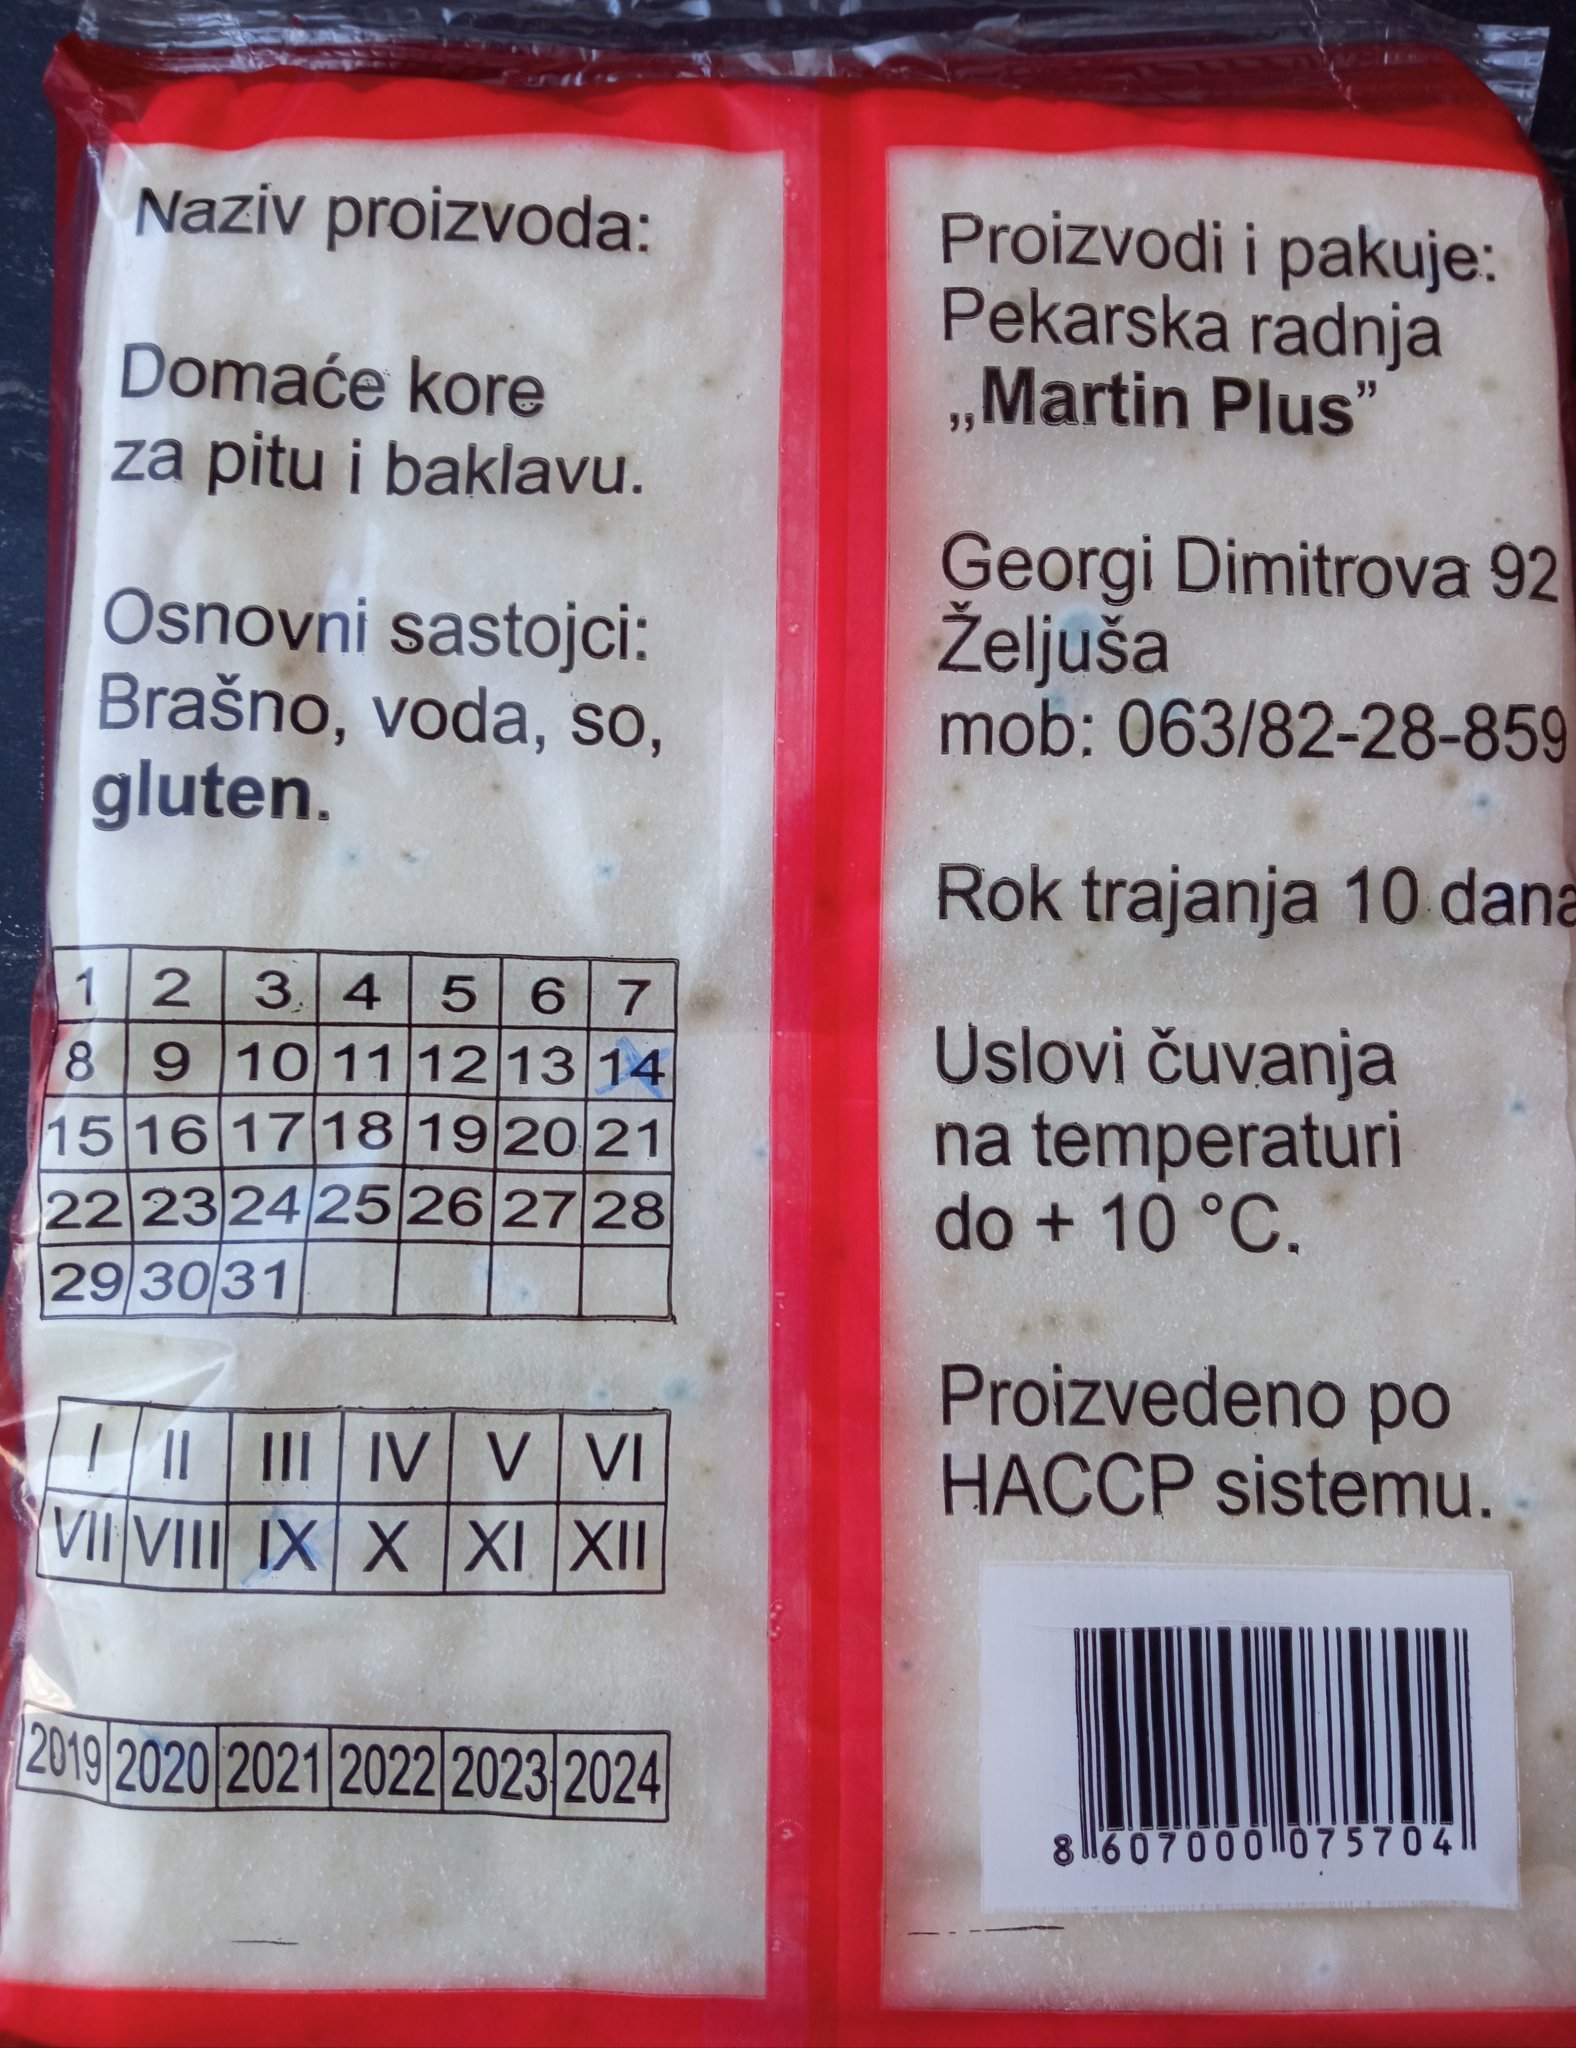 Naziv proizvoda:
Domaće kore
za pitu i baklavu.
Osnovni sastojci:
Brašno, voda, so,
gluten.
1 2 3 4 5 6 7
8 9 10 11 12 13 14
15 16 17 18 19 20 21
22 23 24 25 26 27 28
29 30 31
I II III IV V VI
VII VIII IX X XI XII
2019 2020 2021 2022 2023 2024
Proizvodi i pakuje:
Pekarska radnja
„Martin Plus”
Georgi Dimitrova 92
Željuša
mob: 063/82-28-859
Rok trajanja 10 dana
Uslovi čuvanja
na temperaturi
do + 10 °C.
Proizvedeno po
HACCP sistemu.
8 607000 075704